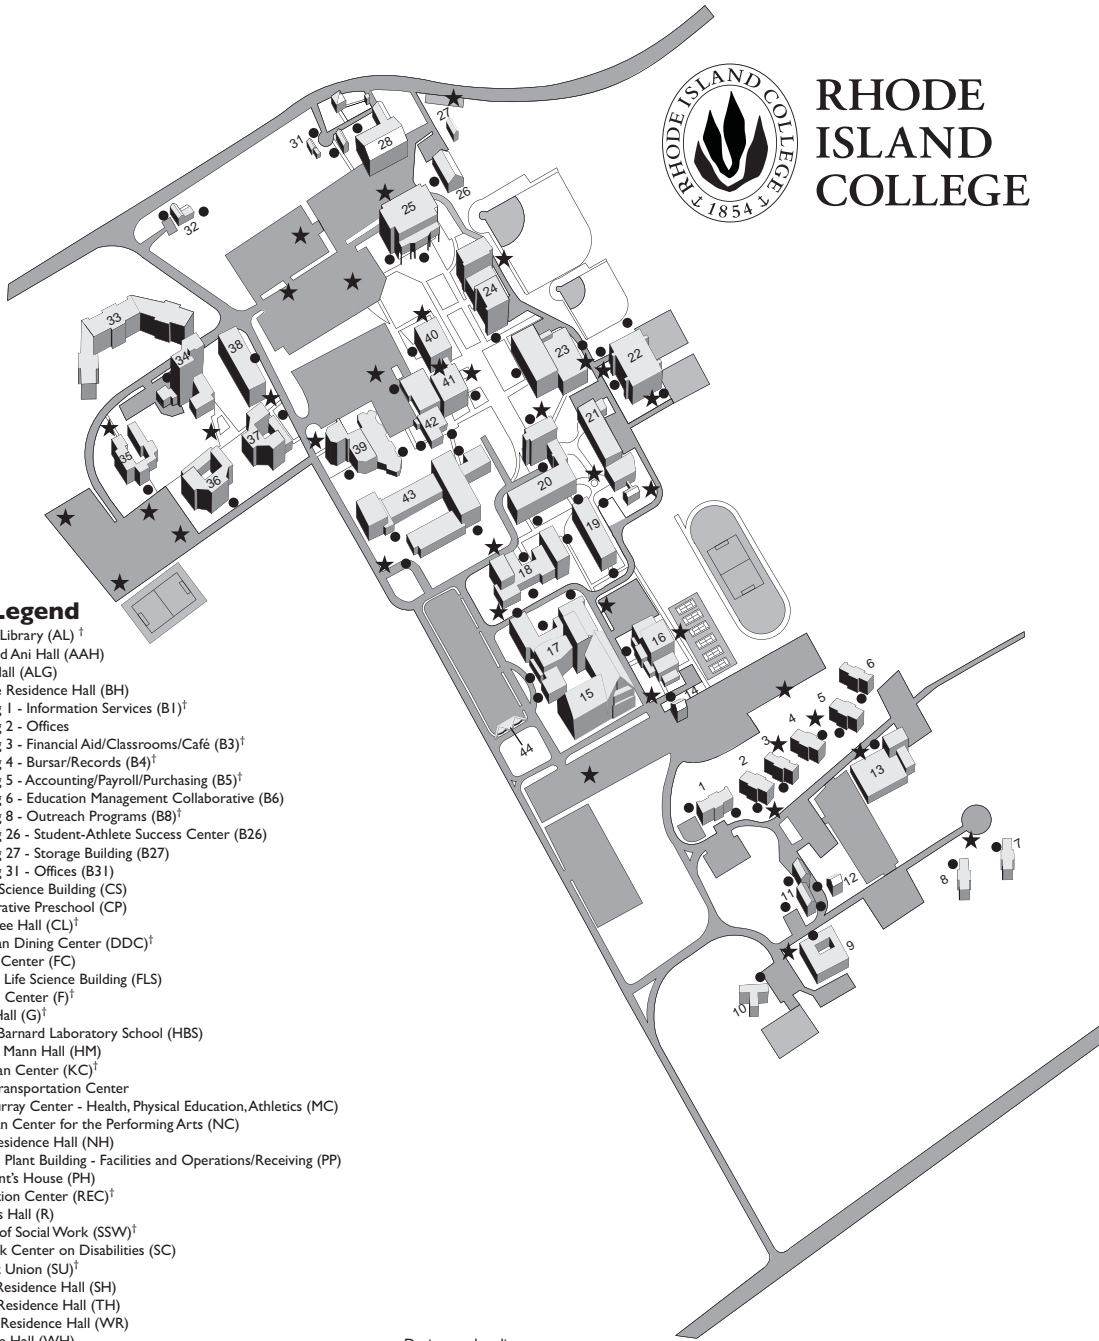 RHODE ISLAND COLLEGE
1854
RHODE
ISLAND
COLLEGE
27
31
28
26
25
32
24
33
40
23
22
38
34
41
21
42
39
37
35
36
20
43
19
18
16
17
15
14
44
6
5
4
3
2
1
13
7
8
12
11
9
10
Legend
Library (AL) †
d Ani Hall (AAH)
Hall (ALG)
e Residence Hall (BH)
g 1 - Information Services (B1)†
g 2 - Offices
g 3 - Financial Aid/Classrooms/Café (B3)†
g 4 - Bursar/Records (B4)†
g 5 - Accounting/Payroll/Purchasing (B5)†
g 6 - Education Management Collaborative (B6)
g 8 - Outreach Programs (B8)†
g 26 - Student-Athlete Success Center (B26)
g 27 - Storage Building (B27)
g 31 - Offices (B31)
Science Building (CS)
rative Preschool (CP)
ee Hall (CL)†
an Dining Center (DDC)†
Center (FC)
Life Science Building (FLS)
Center (F)†
Hall (G)†
Barnard Laboratory School (HBS)
Mann Hall (HM)
an Center (KC)†
ransportation Center
urray Center - Health, Physical Education, Athletics (MC)
n Center for the Performing Arts (NC)
esidence Hall (NH)
Plant Building - Facilities and Operations/Receiving (PP)
nt's House (PH)
tion Center (REC)†
s Hall (R)
of Social Work (SSW)†
k Center on Disabilities (SC)
t Union (SU)†
Residence Hall (SH)
Residence Hall (TH)
Residence Hall (WR)
e Hall (WH)